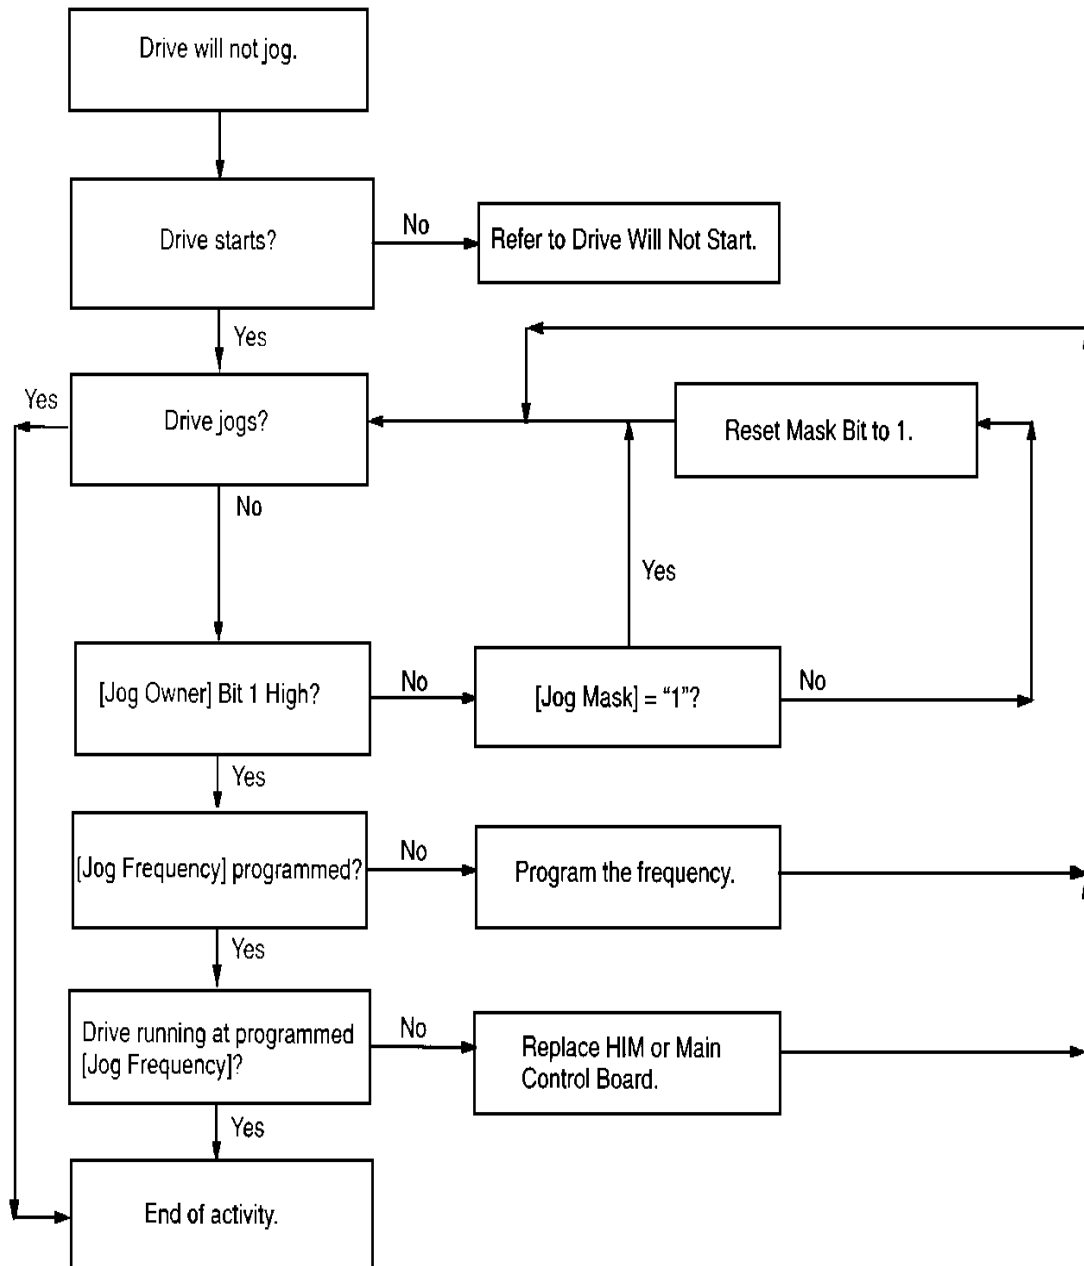 Drive will not jog.
Drive starts?
No
Refer to Drive Will Not Start.
Yes
Yes
Drive jogs?
Reset Mask Bit to 1.
No
Yes
[Jog Owner] Bit 1 High?
No
[Jog Mask] = “1”?
No
Yes
[Jog Frequency] programmed?
No
Program the frequency.
Yes
Drive running at programmed
[Jog Frequency]?
No
Replace HIM or Main
Control Board.
Yes
End of activity.